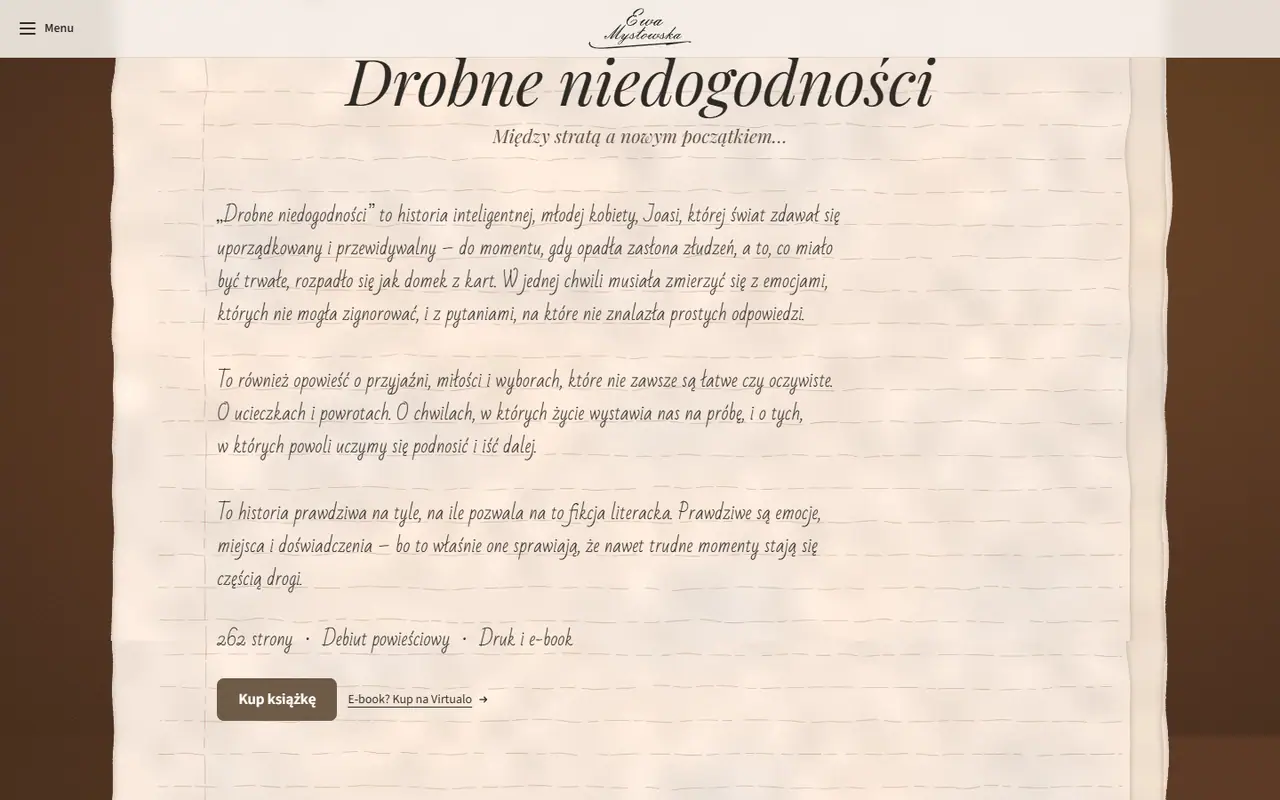 Menu
Ewa
Mysłowska
Drobne niedogodności
Między stratą a nowym początkiem...
„Drobne niedogodności” to historia inteligentnej, młodej kobiety, Joasi, której świat zdawał się
uporządkowany i przewidywalny – do momentu, gdy opadła zasłona złudzeń, a to, co miało
być trwałe, rozpadło się jak domek z kart. W jednej chwili musiała zmierzyć się z emocjami,
których nie mogła zignorować, i z pytaniami, na które nie znalazła prostych odpowiedzi.
To również opowieść o przyjaźni, miłości i wyborach, które nie zawsze są łatwe czy oczywiste.
O ucieczkach i powrotach. O chwilach, w których życie wystawia nas na próbę, i o tych,
w których powoli uczymy się podnosić i iść dalej.
To historia prawdziwa na tyle, na ile pozwala na to fikcja literacka. Prawdziwe są emocje,
miejsca i doświadczenia – bo to właśnie one sprawiają, że nawet trudne momenty stają się
częścią drogi.
262 strony · Debiut powieściowy · Druk i e-book
Kup książkę E-book? Kup na Virtualo →